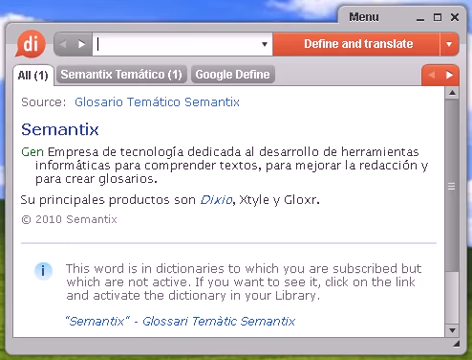 Menu
di
Define and translate
All (1)
Semantix Temático (1)
Google Define
Source: Glosario Temático Semantix
Semantix
Gen Empresa de tecnología dedicada al desarrollo de herramientas
informáticas para comprender textos, para mejorar la redacción y
para crear glosarios.
Su principales productos son Dixio, Xtyle y Gloxr.
© 2010 Semantix
i
This word is in dictionaries to which you are subscribed but
which are not active. If you want to see it, click on the link
and activate the dictionary in your Library.
"Semantix" - Glossari Temàtic Semantix